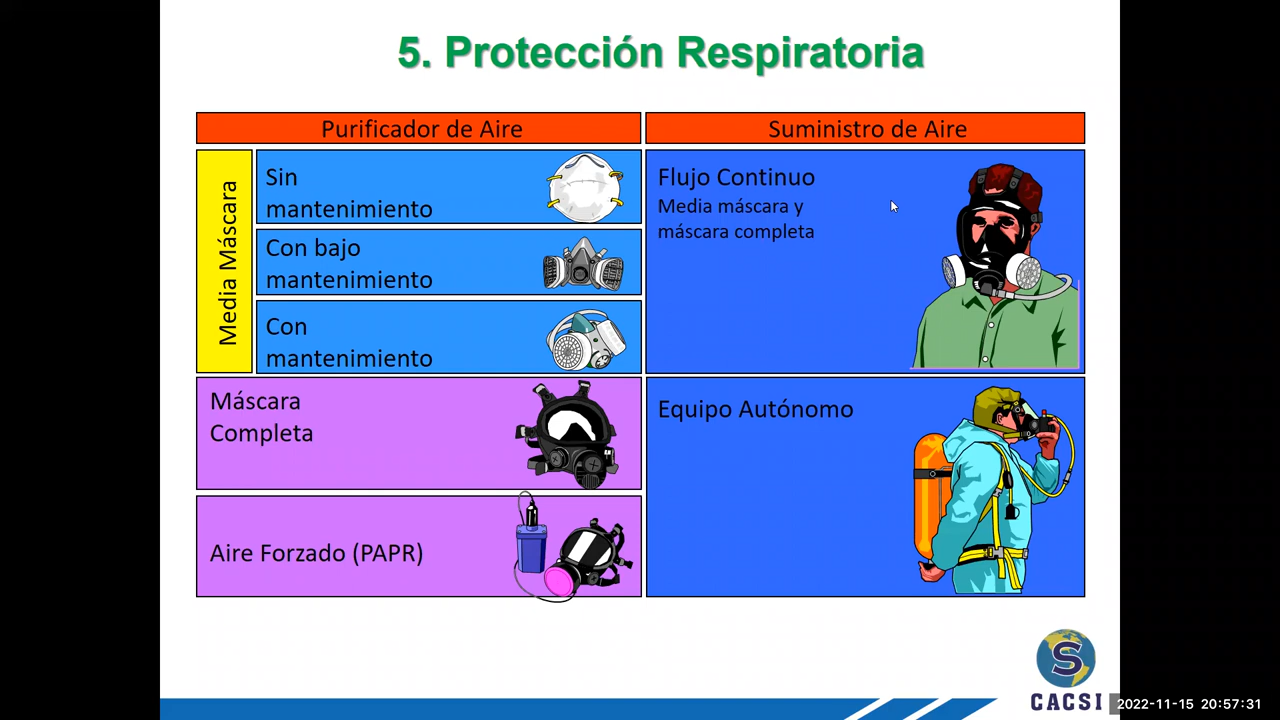 5. Protección Respiratoria
Purificador de Aire
Suministro de Aire
Media Máscara
Sin
mantenimiento
Con bajo
mantenimiento
Con
mantenimiento
Flujo Continuo
Media máscara y
máscara completa
Máscara
Completa
Equipo Autónomo
Aire Forzado (PAPR)
S
CACSI
2022-11-15 20:57:31